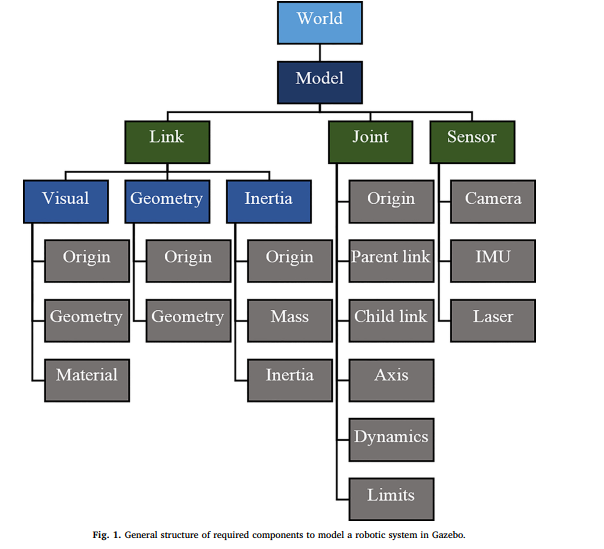 World
Model
Link
Joint
Sensor
Visual
Geometry
Inertia
Origin
Camera
Origin
Origin
Origin
Parent link
IMU
Geometry
Geometry
Mass
Child link
Laser
Material
Inertia
Axis
Dynamics
Limits
Fig. 1. General structure of required components to model a robotic system in Gazebo.